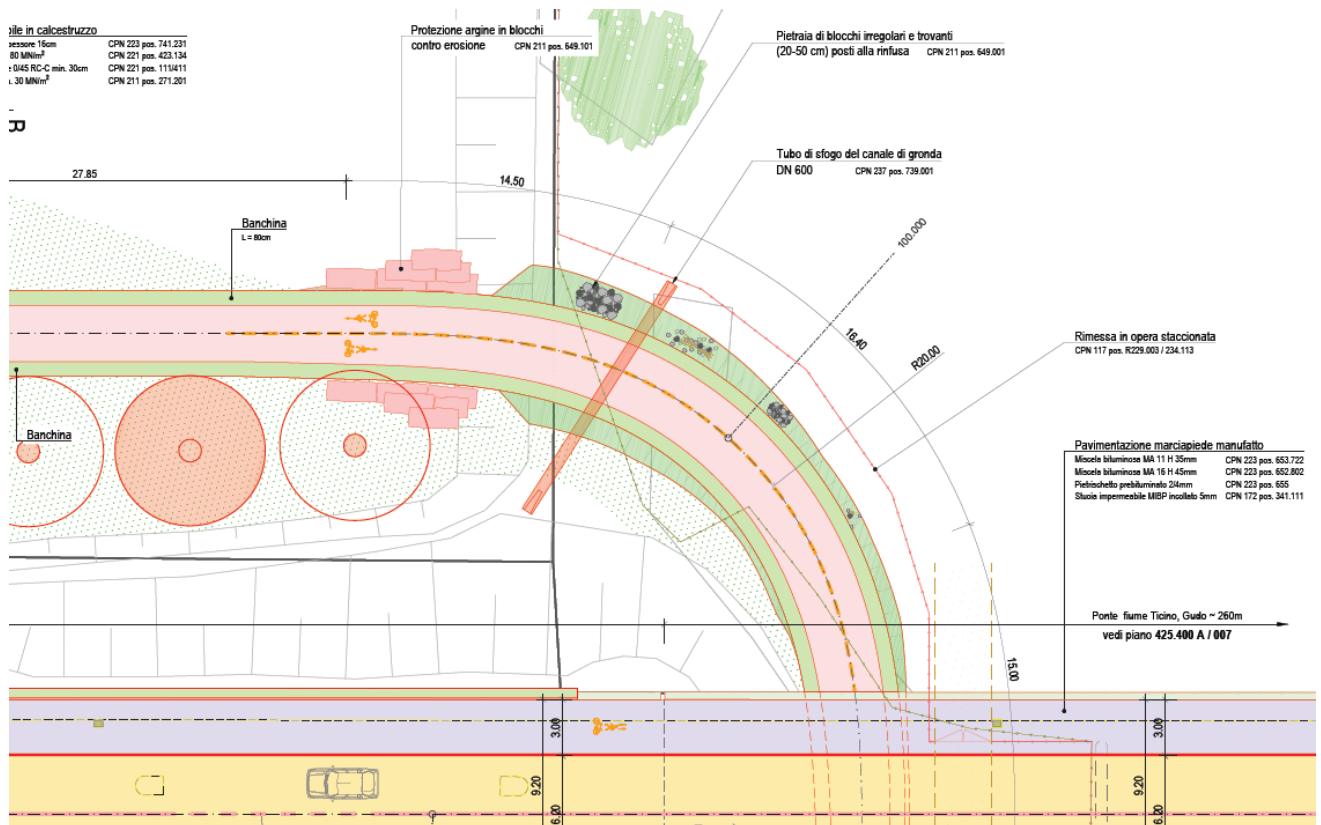 bile in calcestruzzo
pessore 16cm CPN 223 pos. 741.231
80 MN/m² CPN 221 pos. 423.134
e 0/45 RC-C min. 30cm CPN 221 pos. 111/411
. 30 MN/m² CPN 211 pos. 271.201
B
Protezione argine in blocchi
contro erosione CPN 211 pos. 649.101
Pietraia di blocchi irregolari e trovanti
(20-50 cm) posti alla rinfusa CPN 211 pos. 649.001
Tubo di sfogo del canale di gronda
DN 600 CPN 237 pos. 739.001
27.85
14.50
Banchina
L = 80cm
100.000
16.40
R20.00
Rimessa in opera staccionata
CPN 117 pos. R229.003 / 234.113
Banchina
Pavimentazione marciapiede manufatto
Miscela bituminosa MA 11 H 35mm CPN 223 pos. 653.722
Miscela bituminosa MA 16 H 45mm CPN 223 pos. 652.802
Pietrischetto prebituminato 2/4mm CPN 223 pos. 655
Stuoia impermeabile MIBP incollato 5mm CPN 172 pos. 341.111
Ponte fiume Ticino, Gudo ~ 260m
vedi piano 425.400 A / 007
15.00
3.00
3.00
9.20
9.20
6.20
6.20